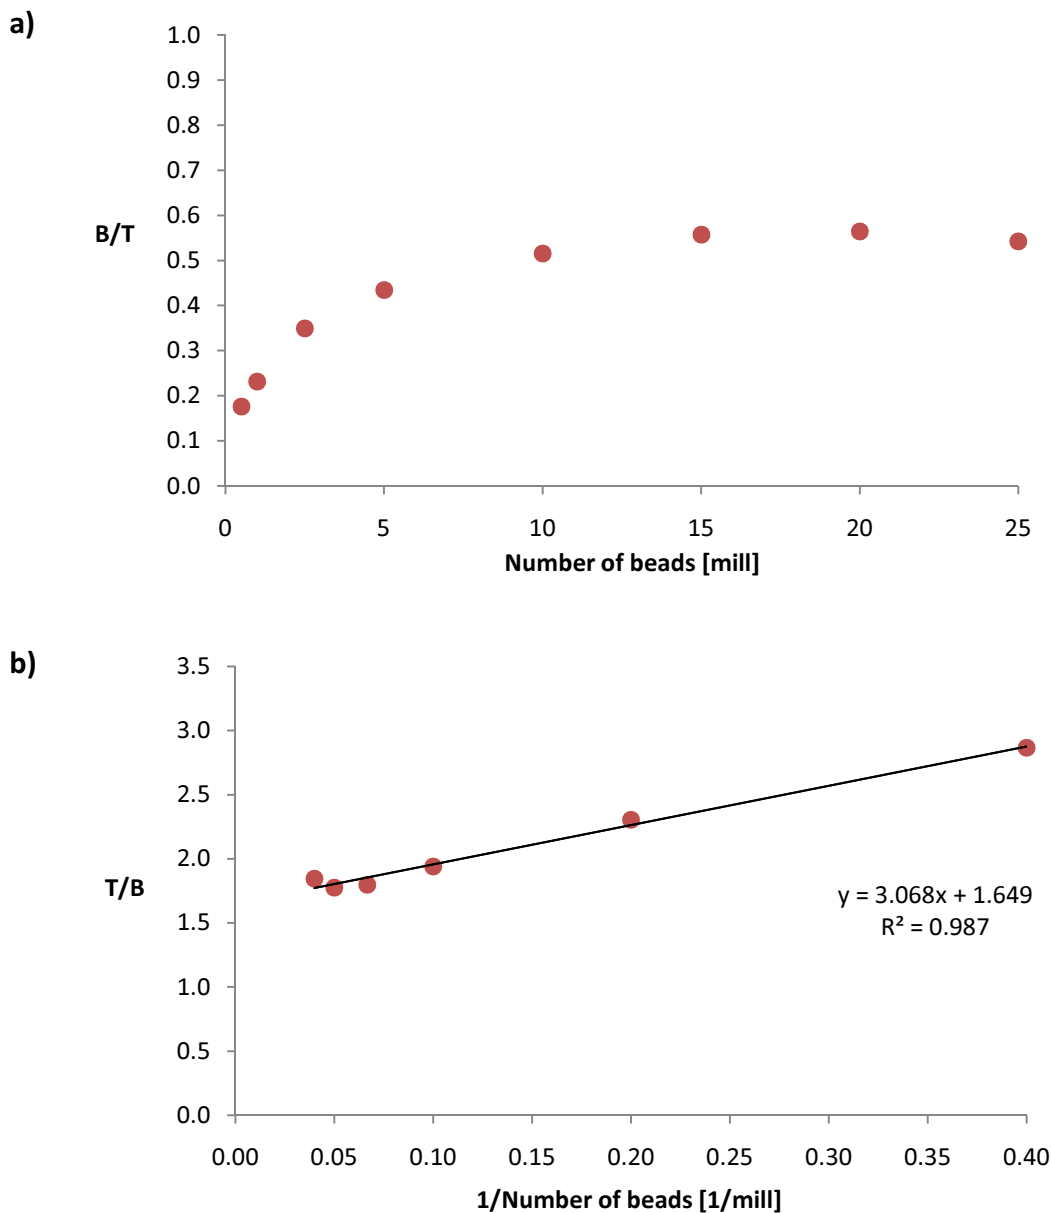 a)
1.0
0.9
0.8
0.7
0.6
B/T
0.5
0.4
0.3
0.2
0.1
0.0
0 5 10 15 20 25
Number of beads [mill]
b)
3.5
3.0
2.5
2.0
T/B
y = 3.068x + 1.649
1.5
R² = 0.987
1.0
0.5
0.0
0.00 0.05 0.10 0.15 0.20 0.25 0.30 0.35 0.40
1/Number of beads [1/mill]